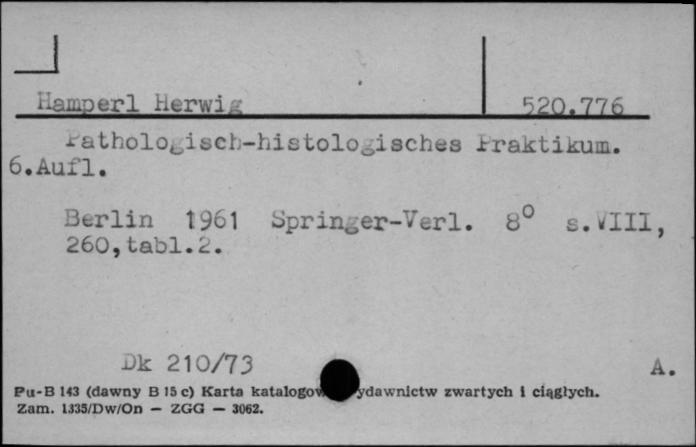 Hamperl Herwig 520.776
Pathologisch-histologisches Praktikum.
6.Aufl.
Berlin 1961 Springer-Verl. 8° s.VIII,
260,tabl.2.
Dk 210/73 A.
Pu-B 143 (dawny B 15 c) Karta katalogow ydawnictw zwartych i ciągłych.
Zam. 1335/Dw/On — ZGG — 3062.